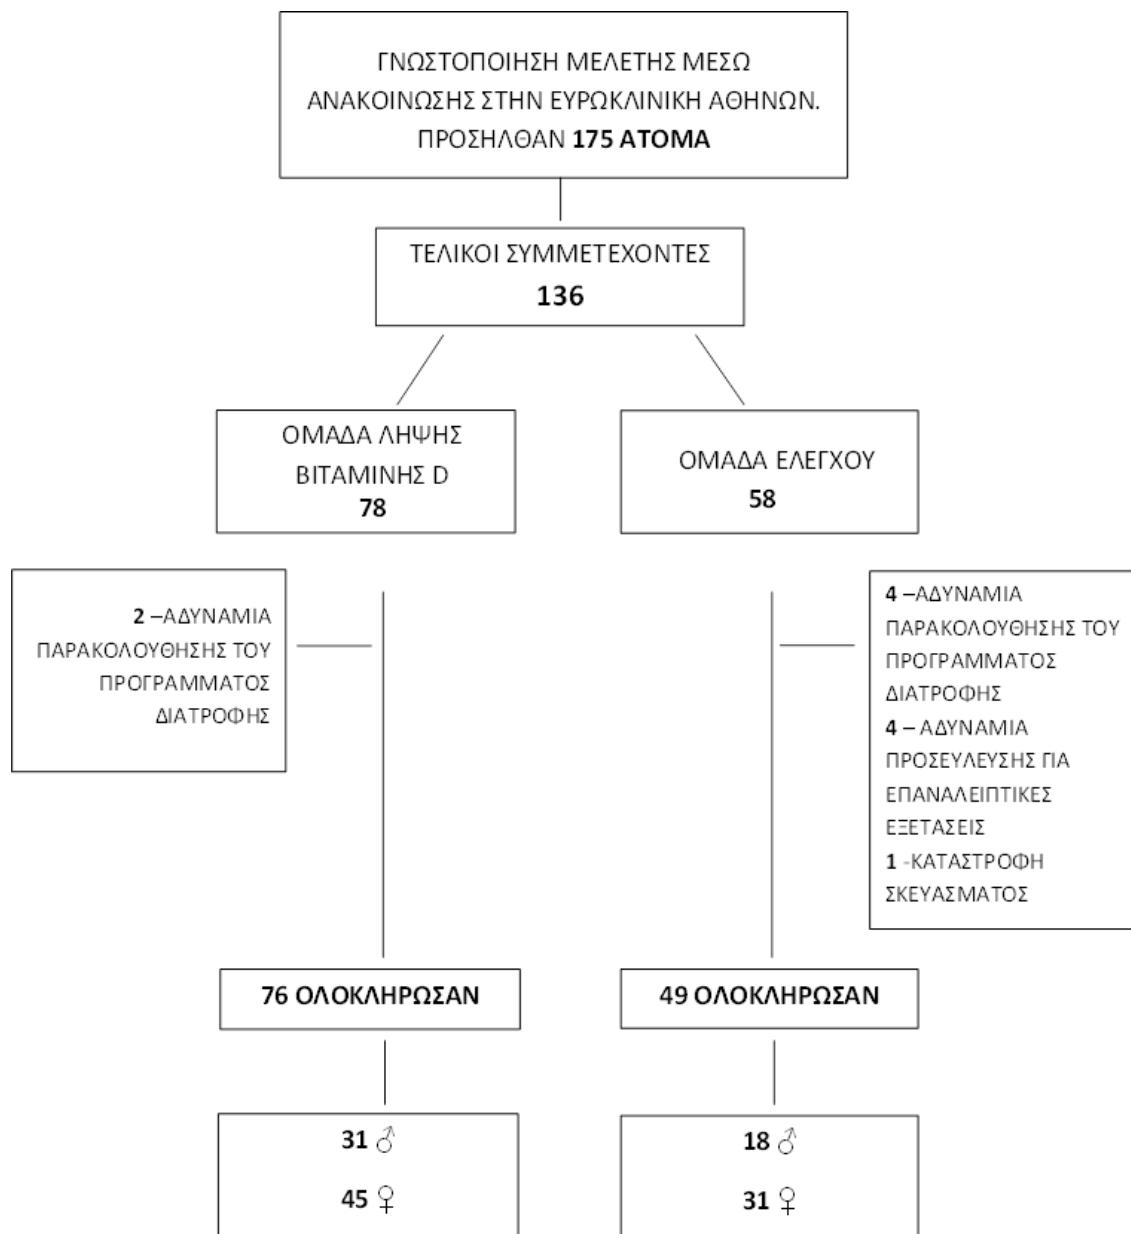 ΓΝΩΣΤΟΠΟΙΗΣΗ ΜΕΛΕΤΗΣ ΜΕΣΩ
ΑΝΑΚΟΙΝΩΣΗΣ ΣΤΗΝ ΕΥΡΩΚΛΙΝΙΚΗ ΑΘΗΝΩΝ.
ΠΡΟΣΗΛΘΑΝ 175 ΑΤΟΜΑ
ΤΕΛΙΚΟΙ ΣΥΜΜΕΤΕΧΟΝΤΕΣ
136
ΟΜΑΔΑ ΛΗΨΗΣ
ΒΙΤΑΜΙΝΗΣ D
78
ΟΜΑΔΑ ΕΛΕΓΧΟΥ
58
2 –ΑΔΥΝΑΜΙΑ
ΠΑΡΑΚΟΛΟΥΘΗΣΗΣ ΤΟΥ
ΠΡΟΓΡΑΜΜΑΤΟΣ
ΔΙΑΤΡΟΦΗΣ
4 –ΑΔΥΝΑΜΙΑ
ΠΑΡΑΚΟΛΟΥΘΗΣΗΣ ΤΟΥ
ΠΡΟΓΡΑΜΜΑΤΟΣ
ΔΙΑΤΡΟΦΗΣ
4 – ΑΔΥΝΑΜΙΑ
ΠΡΟΣΕΥΛΕΥΣΗΣ ΓΙΑ
ΕΠΑΝΑΛΕΙΠΤΙΚΕΣ
ΕΞΕΤΑΣΕΙΣ
1 -ΚΑΤΑΣΤΡΟΦΗ
ΣΚΕΥΑΣΜΑΤΟΣ
76 ΟΛΟΚΛΗΡΩΣΑΝ
49 ΟΛΟΚΛΗΡΩΣΑΝ
31 ♂
45 ♀
18 ♂
31 ♀